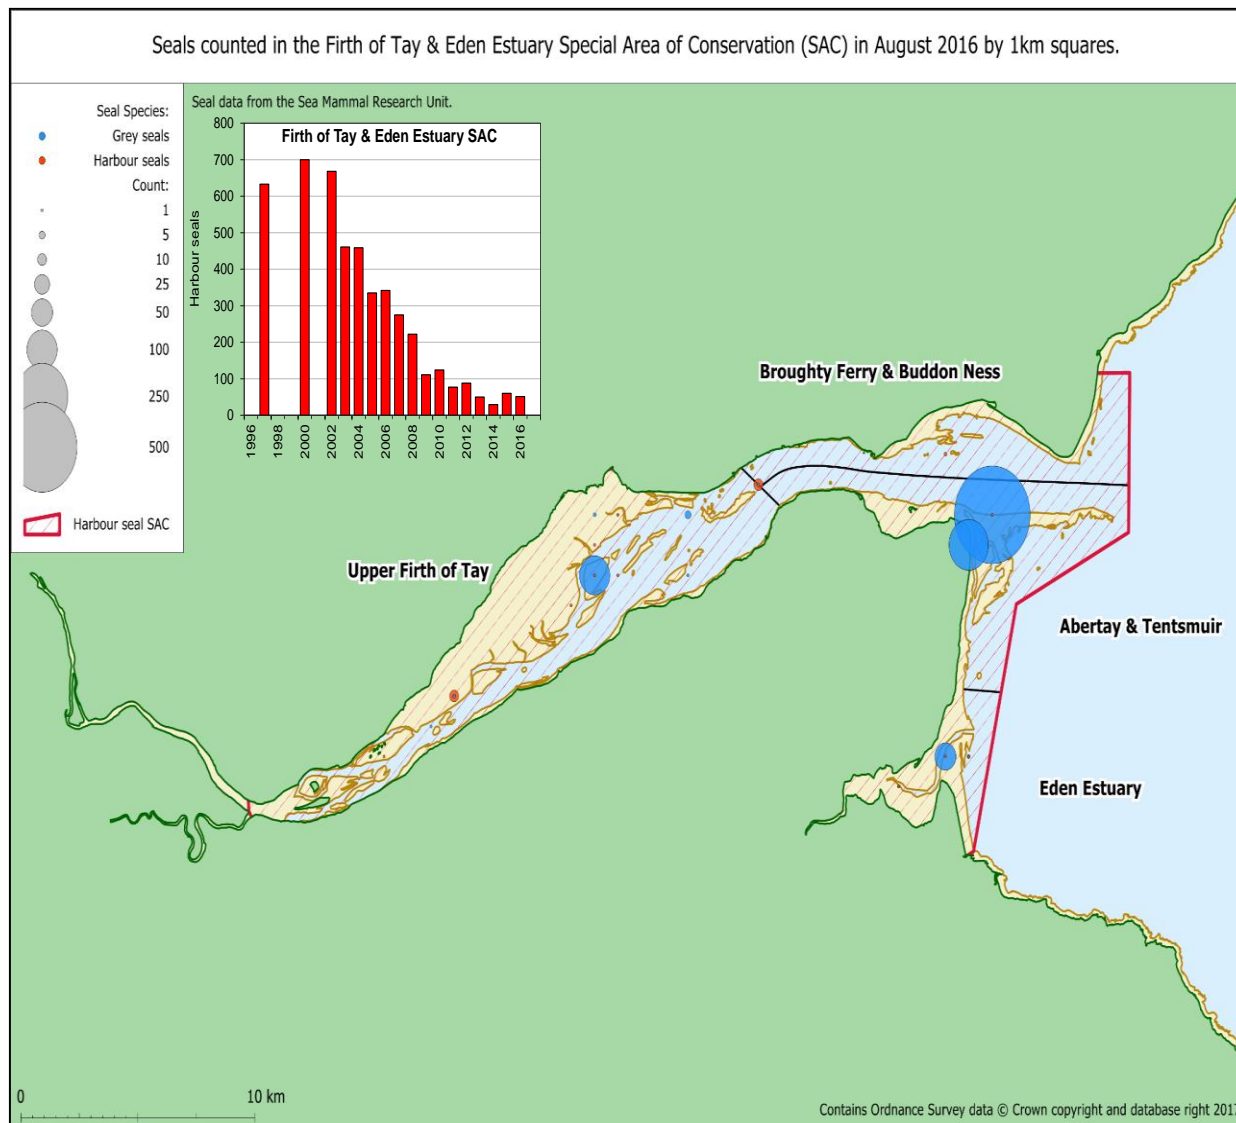 Seals counted in the Firth of Tay & Eden Estuary Special Area of Conservation (SAC) in August 2016 by 1km squares.
Seal Species:
Grey seals
Harbour seals
Count:
1
5
10
25
50
100
250
500
Harbour seal SAC
Seal data from the Sea Mammal Research Unit.
Firth of Tay & Eden Estuary SAC
Harbour seals
800
700
600
500
400
300
200
100
0
1996
1998
2000
2002
2004
2006
2008
2010
2012
2014
2016
Broughty Ferry & Buddon Ness
Upper Firth of Tay
Abertay & Tentsmuir
Eden Estuary
0
10 km
Contains Ordnance Survey data © Crown copyright and database right 2017